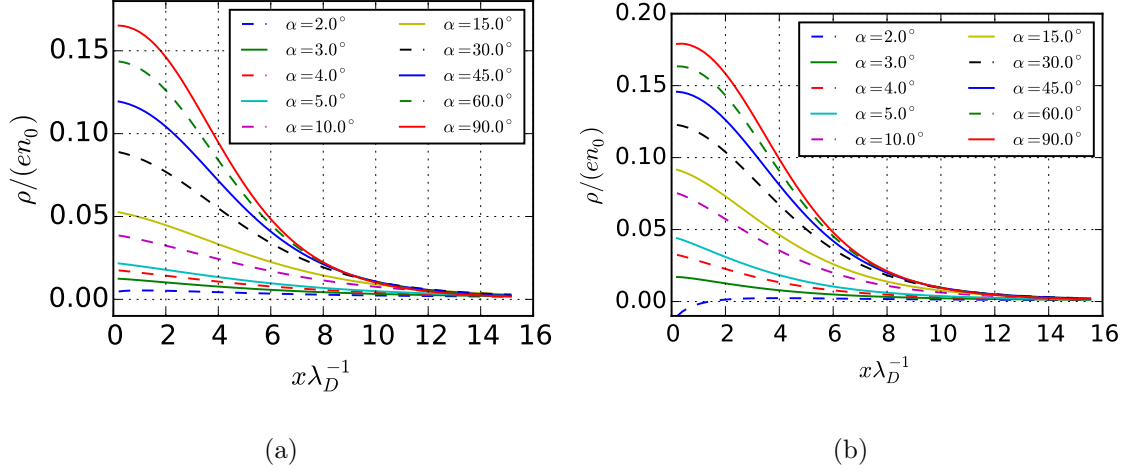 0.15
0.10
0.05
0.00
ρ/(en₀)
α=2.0°
α=3.0°
α=4.0°
α=5.0°
α=10.0°
α=15.0°
α=30.0°
α=45.0°
α=60.0°
α=90.0°
0 2 4 6 8 10 12 14 16
xλ_D⁻¹
(a)
0.20
0.15
0.10
0.05
0.00
ρ/(en₀)
α=2.0°
α=3.0°
α=4.0°
α=5.0°
α=10.0°
α=15.0°
α=30.0°
α=45.0°
α=60.0°
α=90.0°
0 2 4 6 8 10 12 14 16
xλ_D⁻¹
(b)